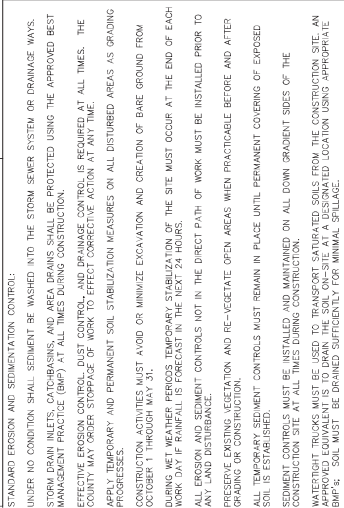 STANDARD EROSION AND SEDIMENTATION CONTROL:
UNDER NO CONDITION SHALL SEDIMENT BE WASHED INTO THE STORM SEWER SYSTEM OR DRAINAGE WAYS.
STORM DRAIN INLETS, CATCHBASINS, AND AREA DRAINS SHALL BE PROTECTED USING THE APPROVED BEST
MANAGEMENT PRACTICE (BMP) AT ALL TIMES DURING CONSTRUCTION.
EFFECTIVE EROSION CONTROL, DUST CONTROL, AND DRAINAGE CONTROL IS REQUIRED AT ALL TIMES. THE
COUNTY MAY ORDER STOPPAGE OF WORK TO EFFECT CORRECTIVE ACTION AT ANY TIME.
APPLY TEMPORARY AND PERMANENT SOIL STABILIZATION MEASURES ON ALL DISTURBED AREAS AS GRADING
PROGRESSES.
CONSTRUCTION ACTIVITIES MUST AVOID OR MINIMIZE EXCAVATION AND CREATION OF BARE GROUND FROM
OCTOBER 1 THROUGH MAY 31.
DURING WET WEATHER PERIODS TEMPORARY STABILIZATION OF THE SITE MUST OCCUR AT THE END OF EACH
WORK DAY IF RAINFALL IS FORECAST IN THE NEXT 24 HOURS.
ALL EROSION AND SEDIMENT CONTROLS NOT IN THE DIRECT PATH OF WORK MUST BE INSTALLED PRIOR TO
ANY LAND DISTURBANCE.
PRESERVE EXISTING VEGETATION AND RE-VEGETATE OPEN AREAS WHEN PRACTICABLE BEFORE AND AFTER
GRADING OR CONSTRUCTION.
ALL TEMPORARY SEDIMENT CONTROLS MUST REMAIN IN PLACE UNTIL PERMANENT COVERING OF EXPOSED
SOIL IS ESTABLISHED.
SEDIMENT CONTROLS MUST BE INSTALLED AND MAINTAINED ON ALL DOWN GRADIENT SIDES OF THE
CONSTRUCTION SITE AT ALL TIMES DURING CONSTRUCTION.
WATERTIGHT TRUCKS MUST BE USED TO TRANSPORT SATURATED SOILS FROM THE CONSTRUCTION SITE. AN
APPROVED EQUIVALENT IS TO DRAIN THE SOIL ON-SITE AT A DESIGNATED LOCATION USING APPROPRIATE
BMP's; SOIL MUST BE DRAINED SUFFICIENTLY FOR MINIMAL SPILLAGE.